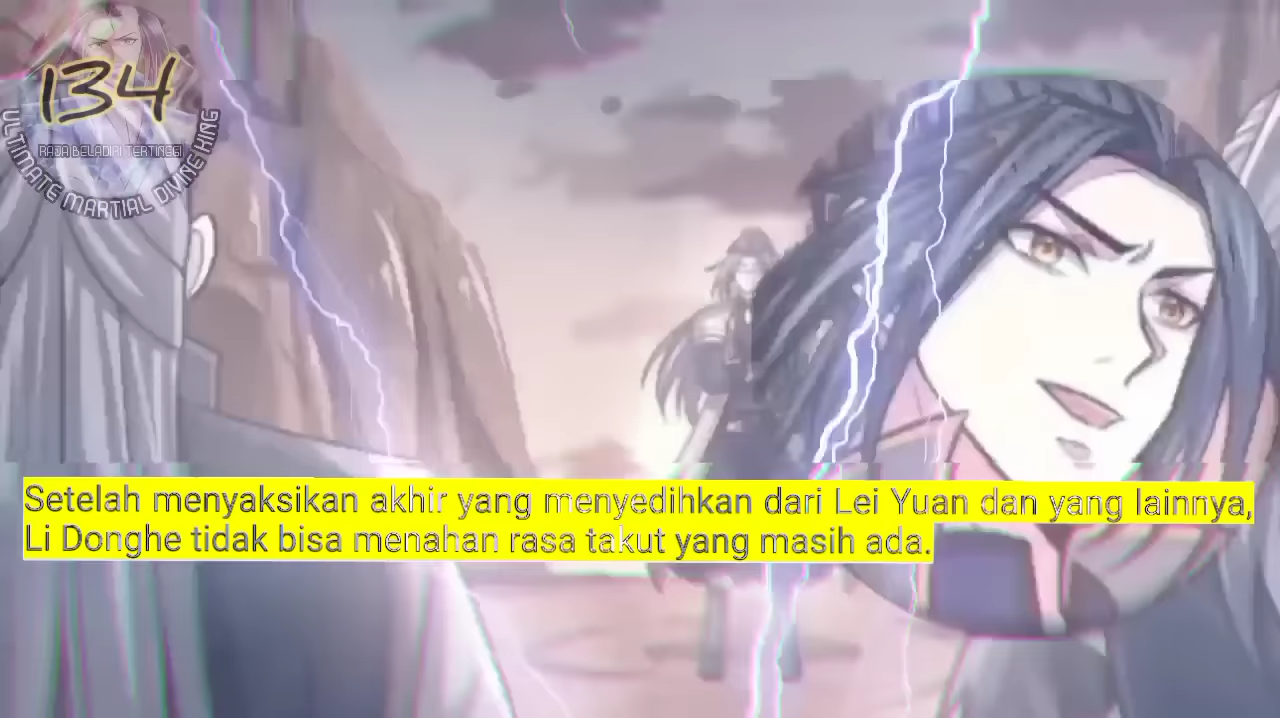 134
RAJA BELADIRI TERTINGGI
ULTIMATE MARTIAL DIVINE KING
Setelah menyaksikan akhir yang menyedihkan dari Lei Yuan dan yang lainnya,
Li Donghe tidak bisa menahan rasa takut yang masih ada.